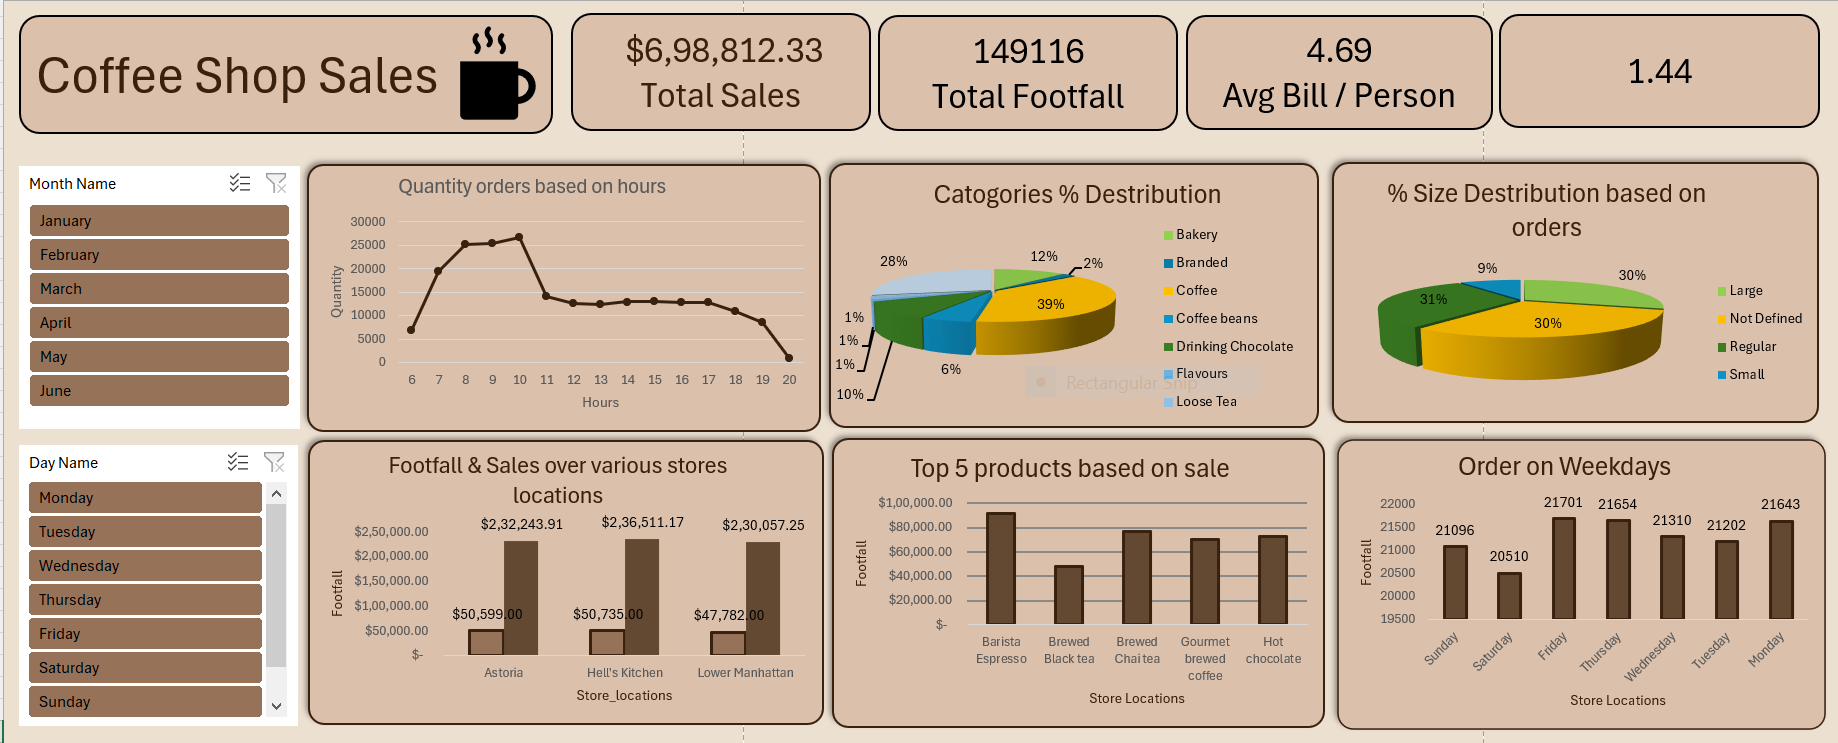 Coffee Shop Sales
$6,98,812.33
Total Sales
149116
Total Footfall
4.69
Avg Bill / Person
1.44
Month Name
January
February
March
April
May
June
Quantity orders based on hours
30000
25000
20000
15000
10000
5000
0
Quantity
6 7 8 9 10 11 12 13 14 15 16 17 18 19 20
Hours
Catogories % Destribution
28%
12%
2%
39%
1%
1%
1%
10%
6%
Bakery
Branded
Coffee
Coffee beans
Drinking Chocolate
Flavours
Loose Tea
Rectangular Snip
% Size Destribution based on
orders
9%
30%
31%
30%
Large
Not Defined
Regular
Small
Day Name
Monday
Tuesday
Wednesday
Thursday
Friday
Saturday
Sunday
Footfall & Sales over various stores
locations
$2,50,000.00
$2,00,000.00
$1,50,000.00
$1,00,000.00
$50,000.00
$-
Footfall
$2,32,243.91 $2,36,511.17 $2,30,057.25
$50,599.00 $50,735.00 $47,782.00
Astoria Hell's Kitchen Lower Manhattan
Store_locations
Top 5 products based on sale
$1,00,000.00
$80,000.00
$60,000.00
$40,000.00
$20,000.00
$-
Footfall
Barista
Espresso
Brewed
Black tea
Brewed
Chai tea
Gourmet
brewed
coffee
Hot
chocolate
Store Locations
Order on Weekdays
22000
21500
21000
20500
20000
19500
Footfall
21096 20510 21701 21654 21310 21202 21643
Sunday Saturday Friday Thursday Wednesday Tuesday Monday
Store Locations